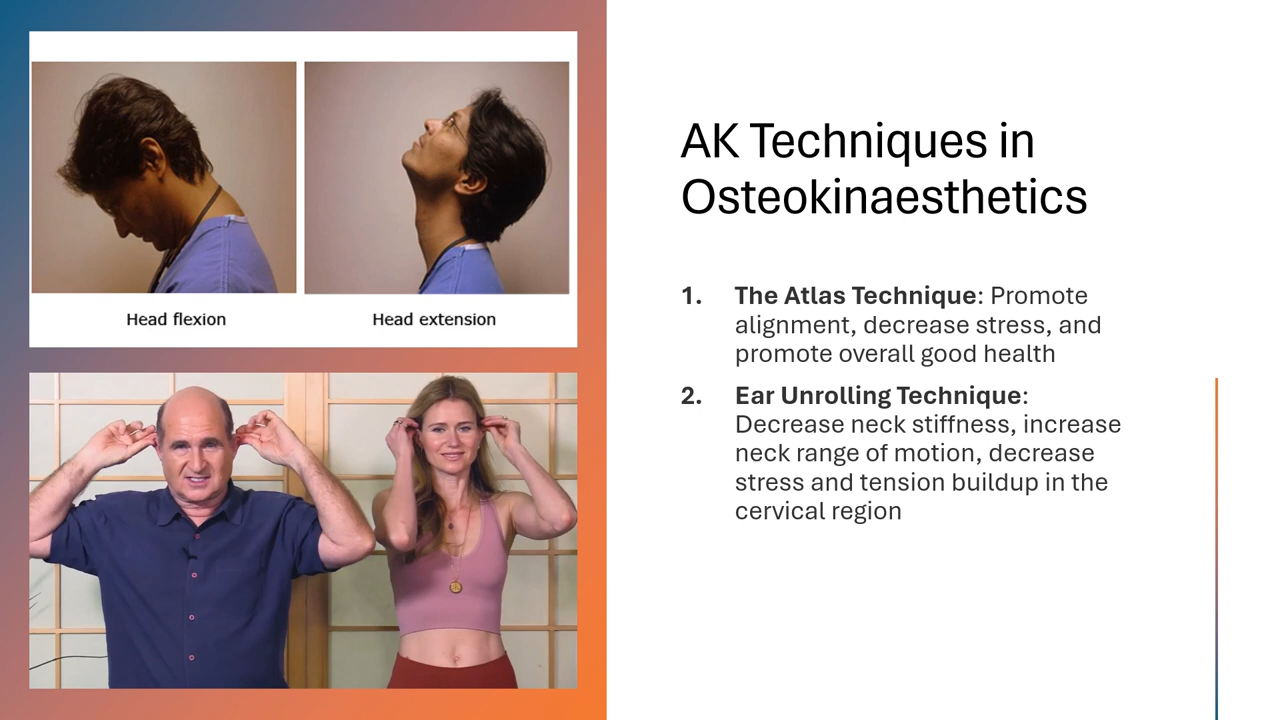 Head flexion
Head extension
AK Techniques in
Osteokinaesthetics
1. The Atlas Technique: Promote
alignment, decrease stress, and
promote overall good health
2. Ear Unrolling Technique:
Decrease neck stiffness, increase
neck range of motion, decrease
stress and tension buildup in the
cervical region